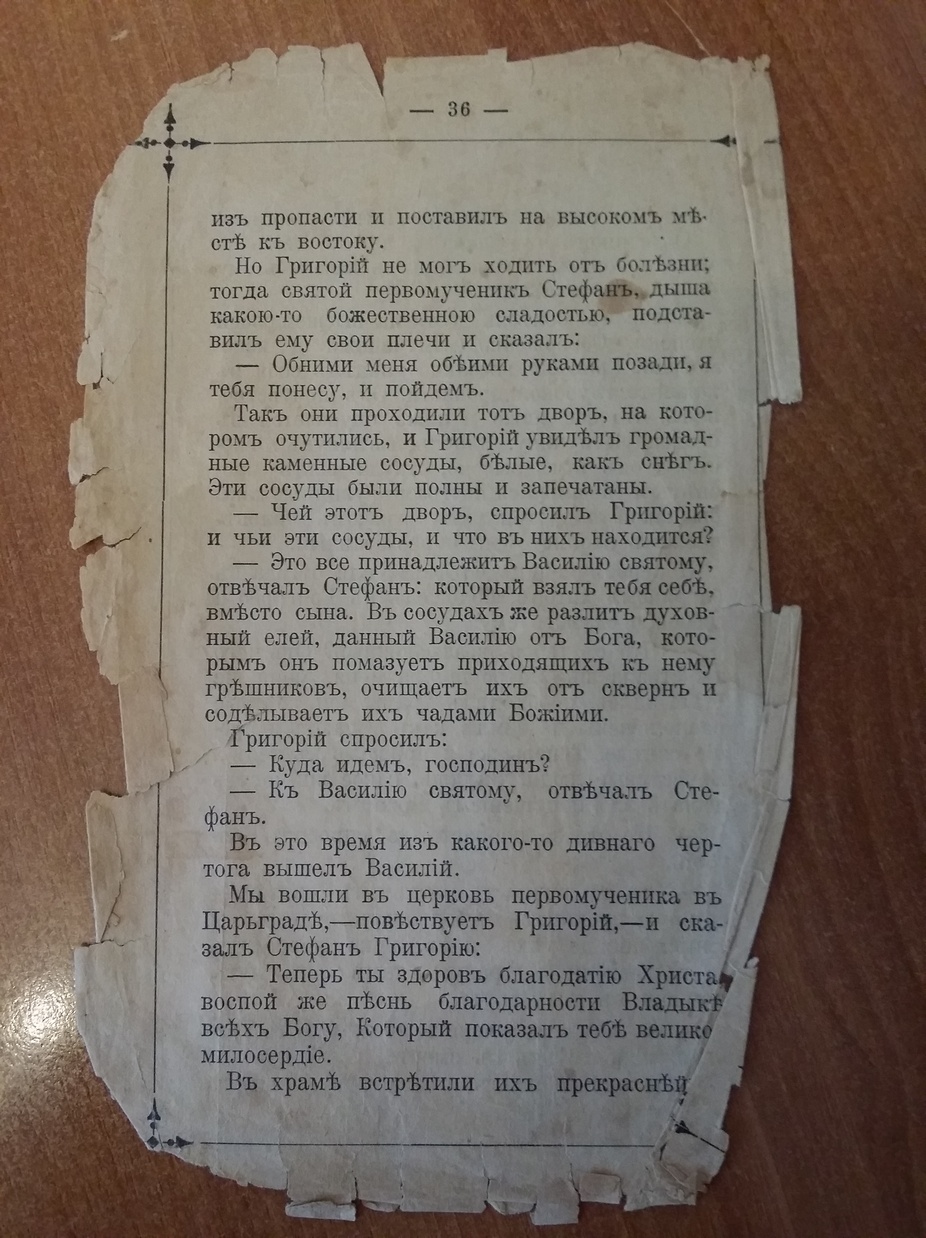 — 36 —
изъ пропасти и поставилъ на высокомъ мѣ-
стѣ къ востоку.
Но Григорій не могъ ходить отъ болѣзни;
тогда святой первомученикъ Стефанъ, дыша
какою-то божественною сладостью, подста-
вилъ ему свои плечи и сказалъ:
— Обними меня обѣими руками позади, я
тебя понесу, и пойдемъ.
Такъ они проходили тотъ дворъ, на кото-
ромъ очутились, и Григорій увидѣлъ громад-
ные каменные сосуды, бѣлые, какъ снѣгъ.
Эти сосуды были полны и запечатаны.
— Чей этотъ дворъ, спросилъ Григорій:
и чьи эти сосуды, и что въ нихъ находится?
— Это все принадлежитъ Василію святому,
отвѣчалъ Стефанъ: который взялъ тебя себѣ,
вмѣсто сына. Въ сосудахъ же разлитъ духов-
ный елей, данный Василію отъ Бога, кото-
рымъ онъ помазуетъ приходящихъ къ нему
грѣшниковъ, очищаетъ ихъ отъ сквернъ и
содѣлываетъ ихъ чадами Божіими.
Григорій спросилъ:
— Куда идемъ, господинъ?
— Къ Василію святому, отвѣчалъ Сте-
фанъ.
Въ это время изъ какого-то дивнаго чер-
тога вышелъ Василій.
Мы вошли въ церковь первомученика въ
Царьградѣ,—повѣствуетъ Григорій,—и ска-
залъ Стефанъ Григорію:
— Теперь ты здоровъ благодатію Христа
воспой же пѣснь благодарности Владыкѣ
всѣхъ Богу, Который показалъ тебѣ велико
милосердіе.
Въ храмѣ встрѣтили ихъ прекраснѣй